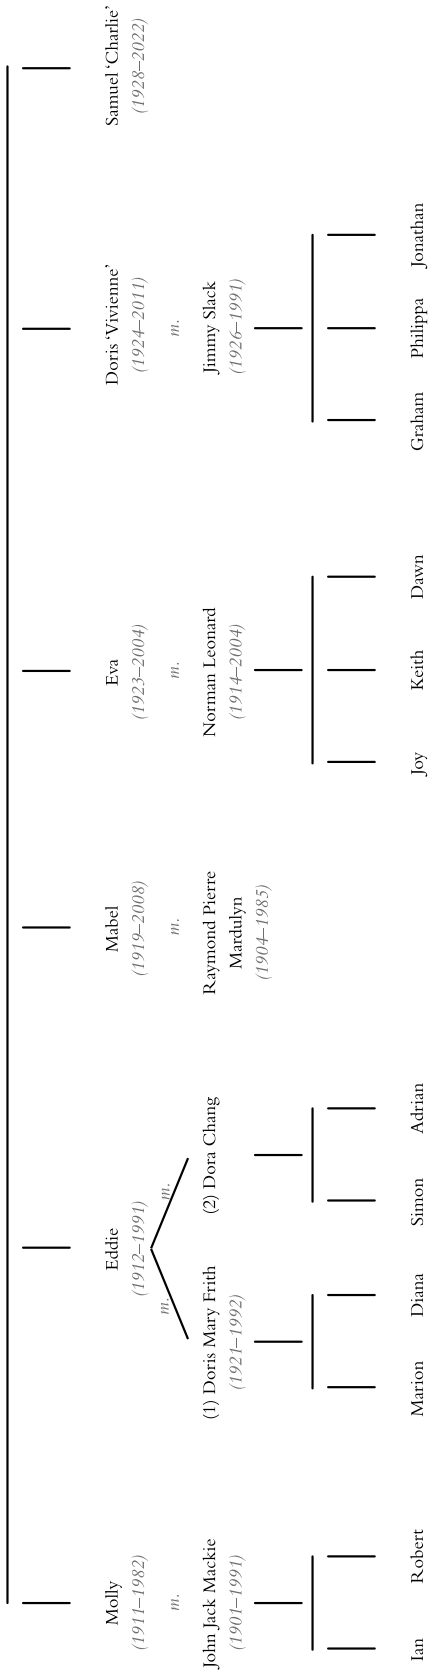 Molly
(1911–1982)
m.
John Jack Mackie
(1901–1991)
Ian
Robert
Eddie
(1912–1991)
m.
m.
(1) Doris Mary Frith
(1921–1992)
Marion
Diana
(2) Dora Chang
Simon
Adrian
Mabel
(1919–2008)
m.
Raymond Pierre
Mardulyn
(1904–1985)
Eva
(1923–2004)
m.
Norman Leonard
(1914–2004)
Joy
Keith
Dawn
Doris ‘Vivienne’
(1924–2011)
m.
Jimmy Slack
(1926–1991)
Graham
Philippa
Jonathan
Samuel ‘Charlie’
(1928–2022)